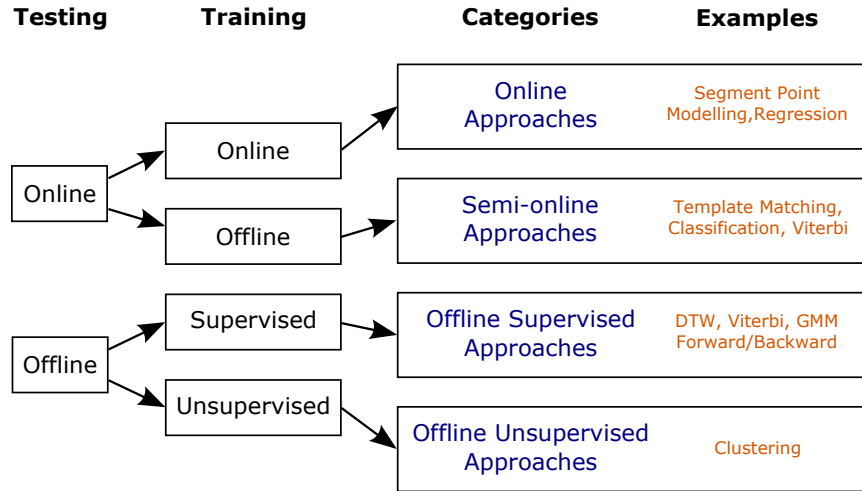 Testing
Training
Categories
Examples
Online
Online
Offline
Online
Approaches
Segment Point
Modelling,Regression
Semi-online
Approaches
Template Matching,
Classification, Viterbi
Offline
Supervised
Unsupervised
Offline Supervised
Approaches
DTW, Viterbi, GMM
Forward/Backward
Offline Unsupervised
Approaches
Clustering